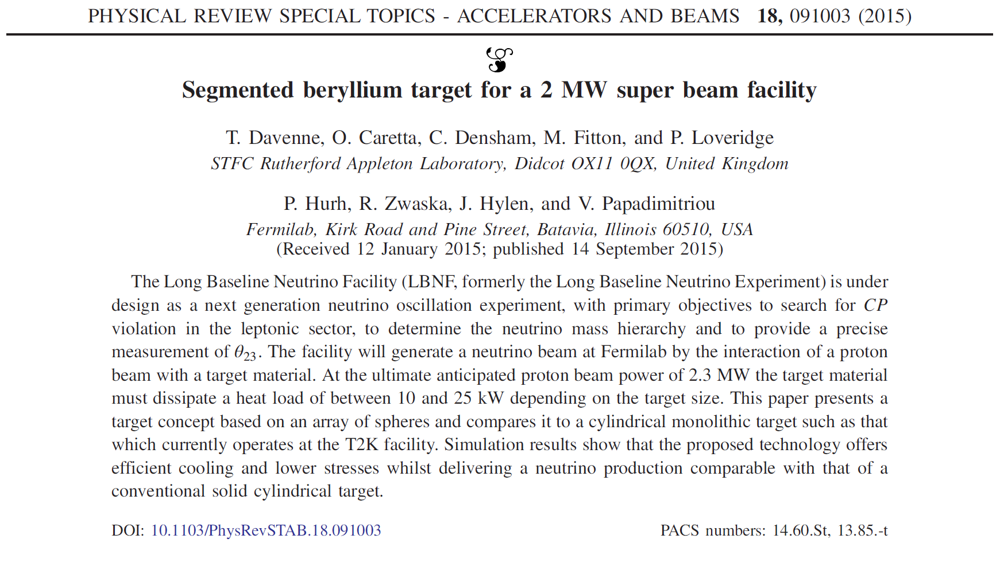 PHYSICAL REVIEW SPECIAL TOPICS - ACCELERATORS AND BEAMS 18, 091003 (2015)
Segmented beryllium target for a 2 MW super beam facility
T. Davenne, O. Caretta, C. Densham, M. Fitton, and P. Loveridge
STFC Rutherford Appleton Laboratory, Didcot OX11 0QX, United Kingdom
P. Hurh, R. Zwaska, J. Hylen, and V. Papadimitriou
Fermilab, Kirk Road and Pine Street, Batavia, Illinois 60510, USA
(Received 12 January 2015; published 14 September 2015)
The Long Baseline Neutrino Facility (LBNF, formerly the Long Baseline Neutrino Experiment) is under
design as a next generation neutrino oscillation experiment, with primary objectives to search for CP
violation in the leptonic sector, to determine the neutrino mass hierarchy and to provide a precise
measurement of θ23. The facility will generate a neutrino beam at Fermilab by the interaction of a proton
beam with a target material. At the ultimate anticipated proton beam power of 2.3 MW the target material
must dissipate a heat load of between 10 and 25 kW depending on the target size. This paper presents a
target concept based on an array of spheres and compares it to a cylindrical monolithic target such as that
which currently operates at the T2K facility. Simulation results show that the proposed technology offers
efficient cooling and lower stresses whilst delivering a neutrino production comparable with that of a
conventional solid cylindrical target.
DOI: 10.1103/PhysRevSTAB.18.091003 PACS numbers: 14.60.St, 13.85.-t